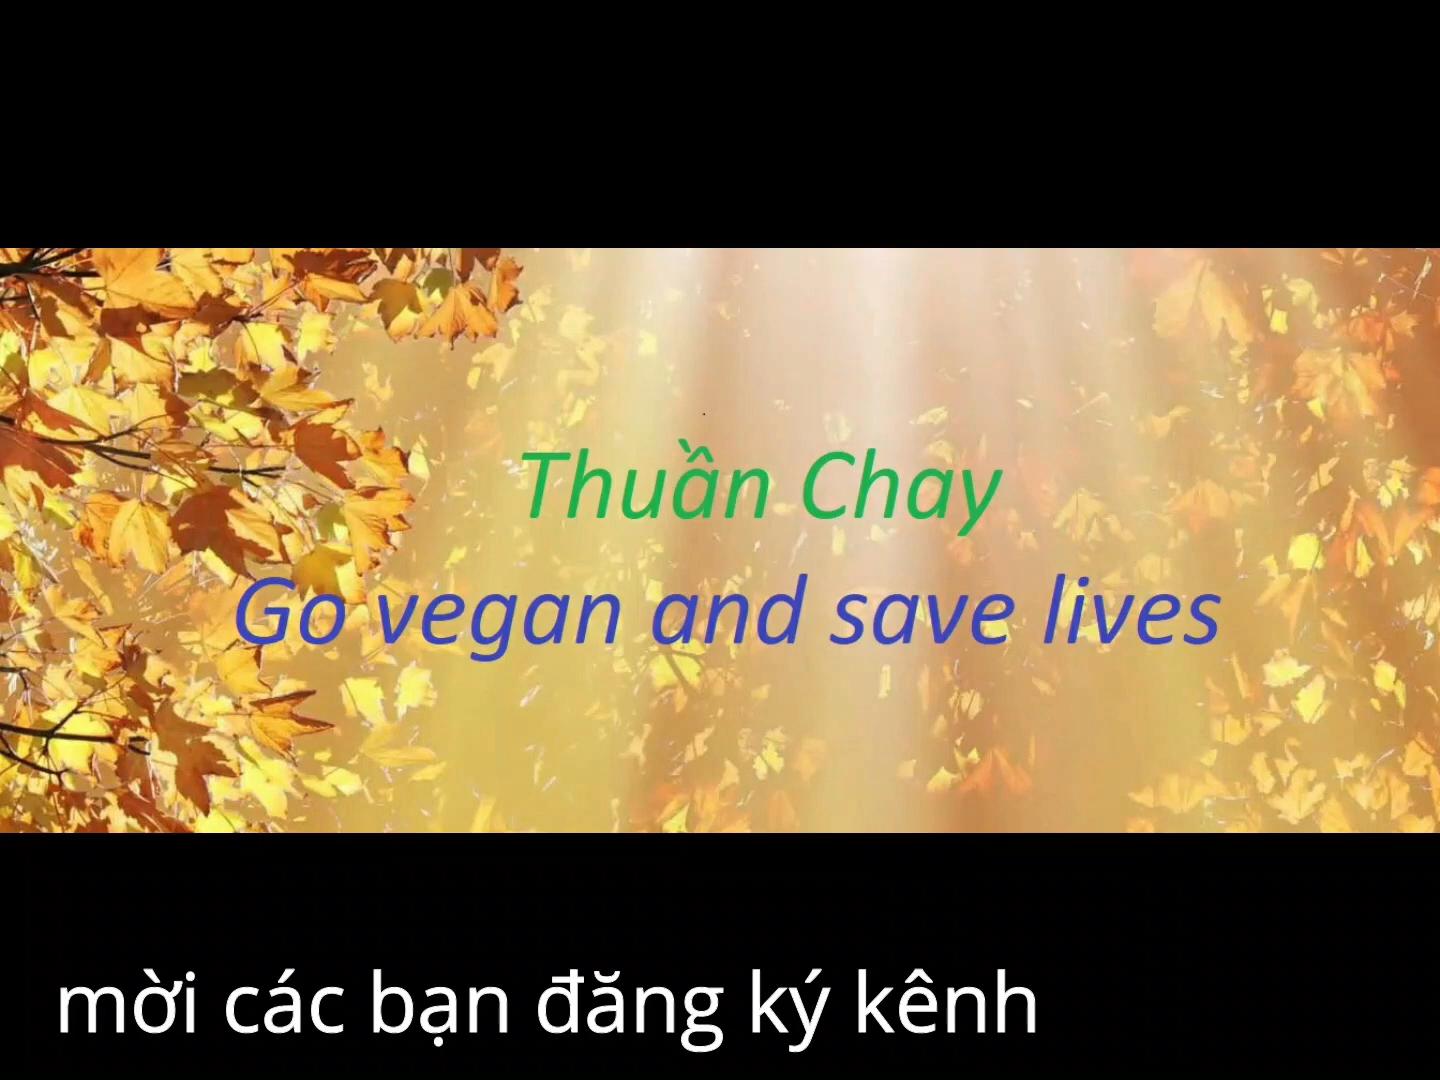 Thuần Chay
Go vegan and save lives
mời các bạn đăng ký kênh